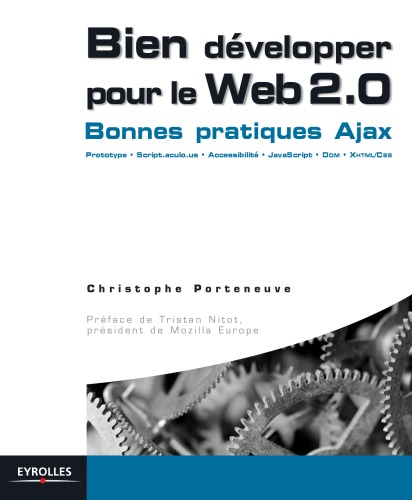 Bien développer
pour le Web 2.0
Bonnes pratiques Ajax
Prototype • Script.aculo.us • Accessibilité • JavaScript • DOM • XHTML/CSS
Christophe Porteneuve
Préface de Tristan Nitot,
président de Mozilla Europe
EYROLLES